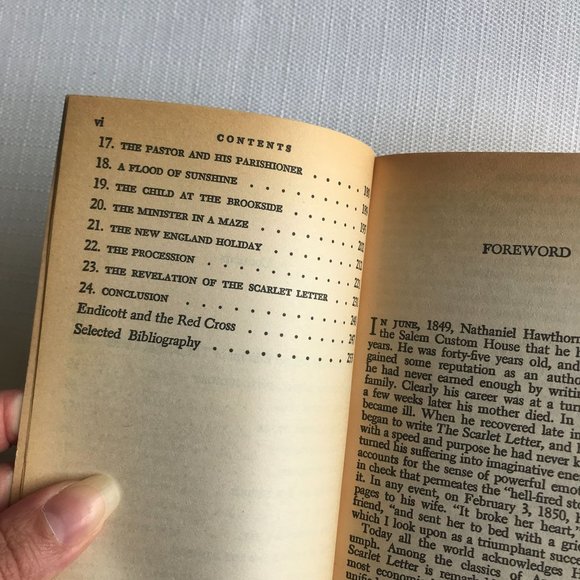 vi
CONTENTS
17. THE PASTOR AND HIS PARISHIONER
18. A FLOOD OF SUNSHINE
19. THE CHILD AT THE BROOKSIDE
20. THE MINISTER IN A MAZE
21. THE NEW ENGLAND HOLIDAY
22. THE PROCESSION
23. THE REVELATION OF THE SCARLET LETTER
24. CONCLUSION
Endicott and the Red Cross
Selected Bibliography
FOREWORD
IN JUNE, 1849, Nathaniel Hawthorn
the Salem Custom House that he h
years. He was forty-five years old, and
gained some reputation as an autho
he had never earned enough by writin
family. Clearly his career was at a turn
a few weeks later his mother died. In
became ill. When he recovered late in
began to write The Scarlet Letter, and
with a speed and purpose he had never k
turned his suffering into imaginative ene
accounts for the sense of powerful emo
in check that permeates the "hell-fired sto
it. In any event, on February 3, 1850, h
pages to his wife. "It broke her heart,"
friend, "and sent her to bed with a grie
which I look upon as a triumphant succ
Today all the world acknowledges H
umph. Among the classics of
Scarlet Letter is remark
most economi
unifi